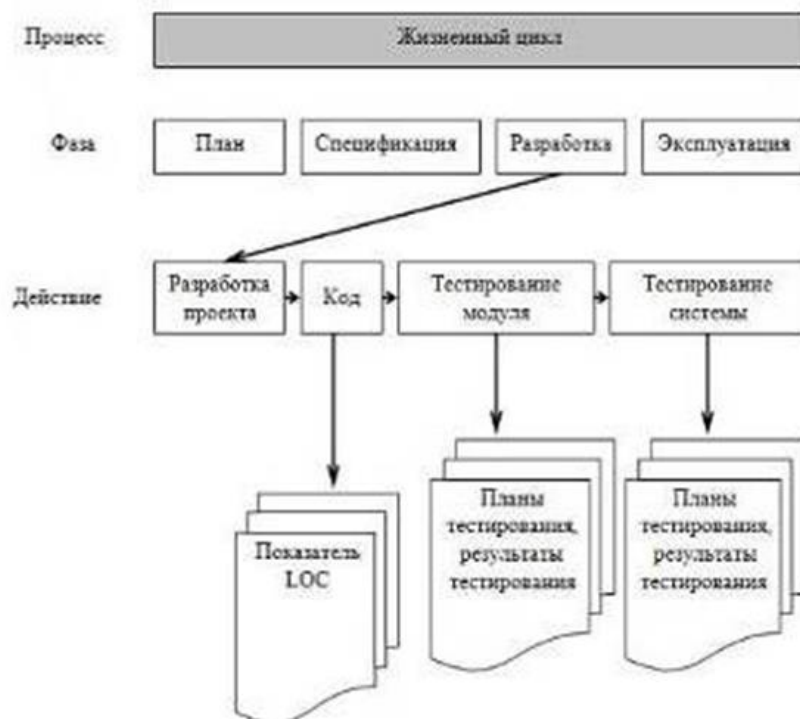 Процесс
Жизненный цикл
Фаза
План
Спецификация
Разработка
Эксплуатация
Действие
Разработка
проекта
Код
Тестирование
модуля
Тестирование
системы
Показатель
LOC
Планы
тестирования,
результаты
тестирования
Планы
тестирования,
результаты
тестирования